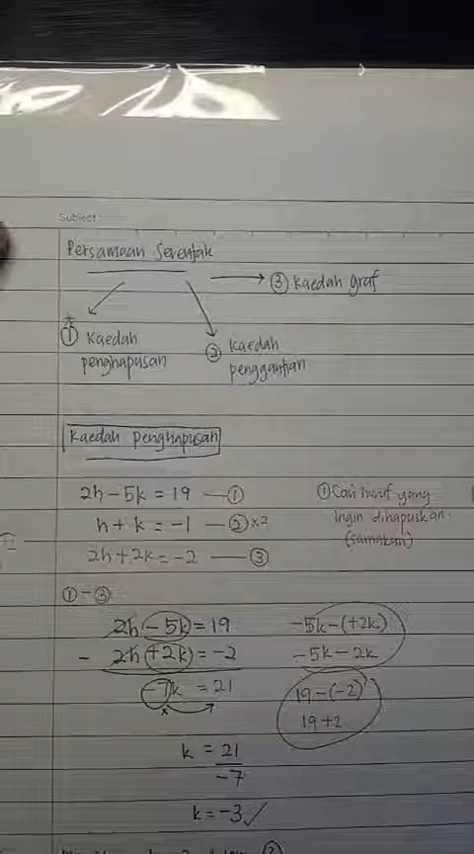 Subject:
Persamaan Serentak
③ Kaedah graf
① Kaedah penghapusan
② Kaedah penggantian
Kaedah penghapusan
2h - 5k = 19 — ①
h + k = -1 — ② ×2
2h + 2k = -2 — ③
① Cari huruf yang
ingin dihapuskan.
(samakan)
① - ③
2h - 5k = 19
- 2h + 2k = -2
-7k = 21
-5k - (+2k)
-5k - 2k
19 - (-2)
19 + 2
k = 21/-7
k = -3 ✓